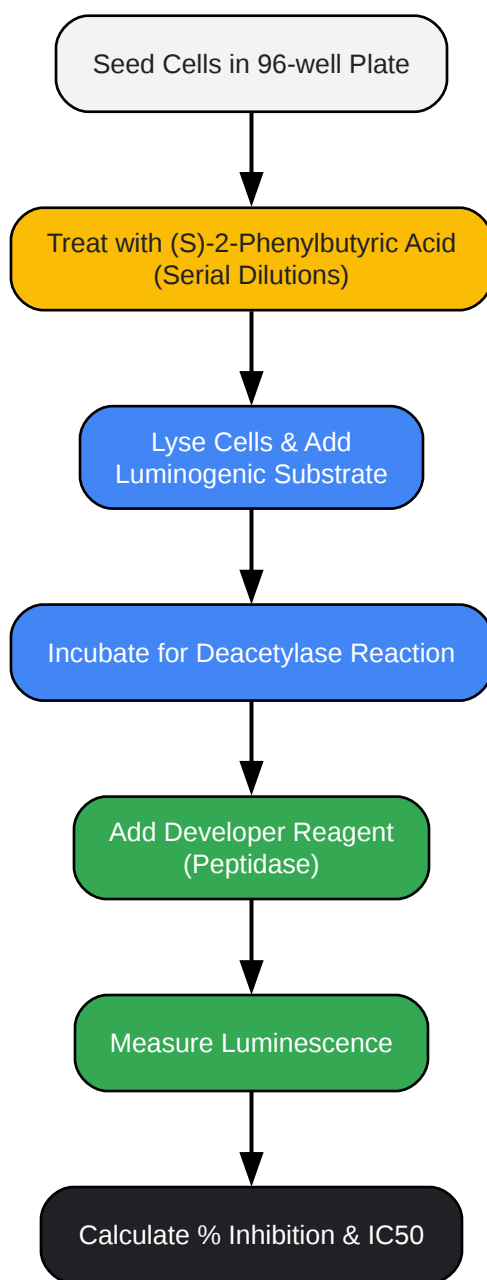 Seed Cells in 96-well Plate
Treat with (S)-2-Phenylbutyric Acid
(Serial Dilutions)
Lyse Cells & Add
Luminogenic Substrate
Incubate for Deacetylase Reaction
Add Developer Reagent
(Peptidase)
Measure Luminescence
Calculate % Inhibition & IC50